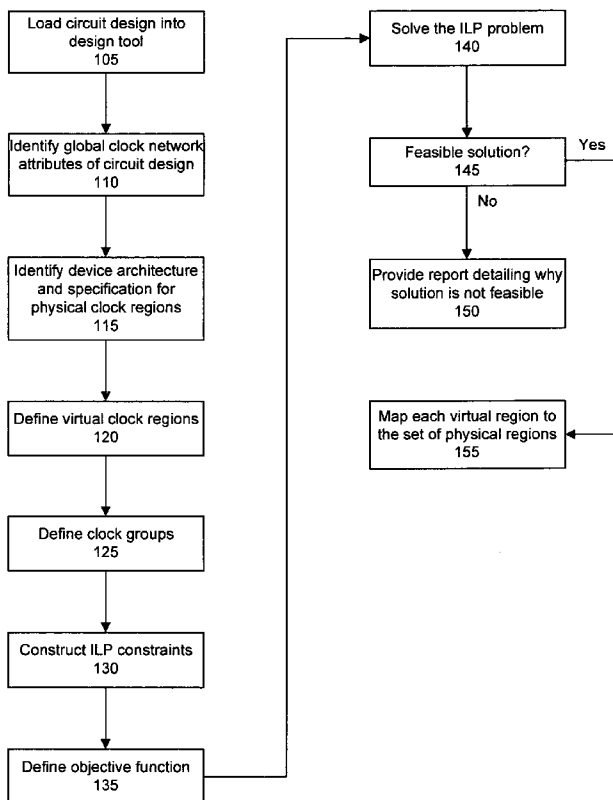 Load circuit design into
design tool
105
Identify global clock network
attributes of circuit design
110
Identify device architecture
and specification for
physical clock regions
115
Define virtual clock regions
120
Define clock groups
125
Construct ILP constraints
130
Define objective function
135
Solve the ILP problem
140
Feasible solution?
145
Yes
No
Provide report detailing why
solution is not feasible
150
Map each virtual region to
the set of physical regions
155